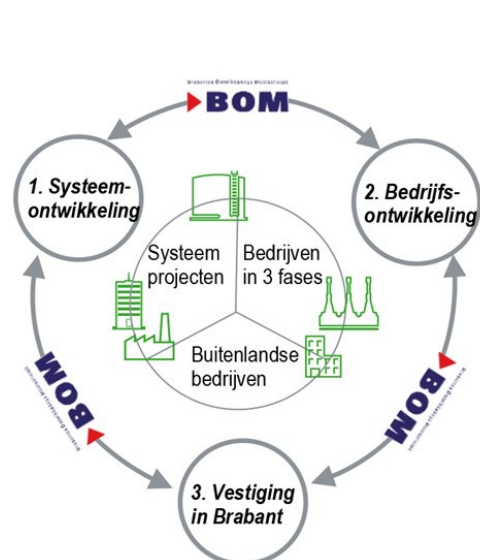 BOM
1. Systeem-
ontwikkeling
2. Bedrijfs-
ontwikkeling
Systeem
projecten
Bedrijven
in 3 fases
Buitenlandse
bedrijven
BOM
BOM
3. Vestiging
in Brabant